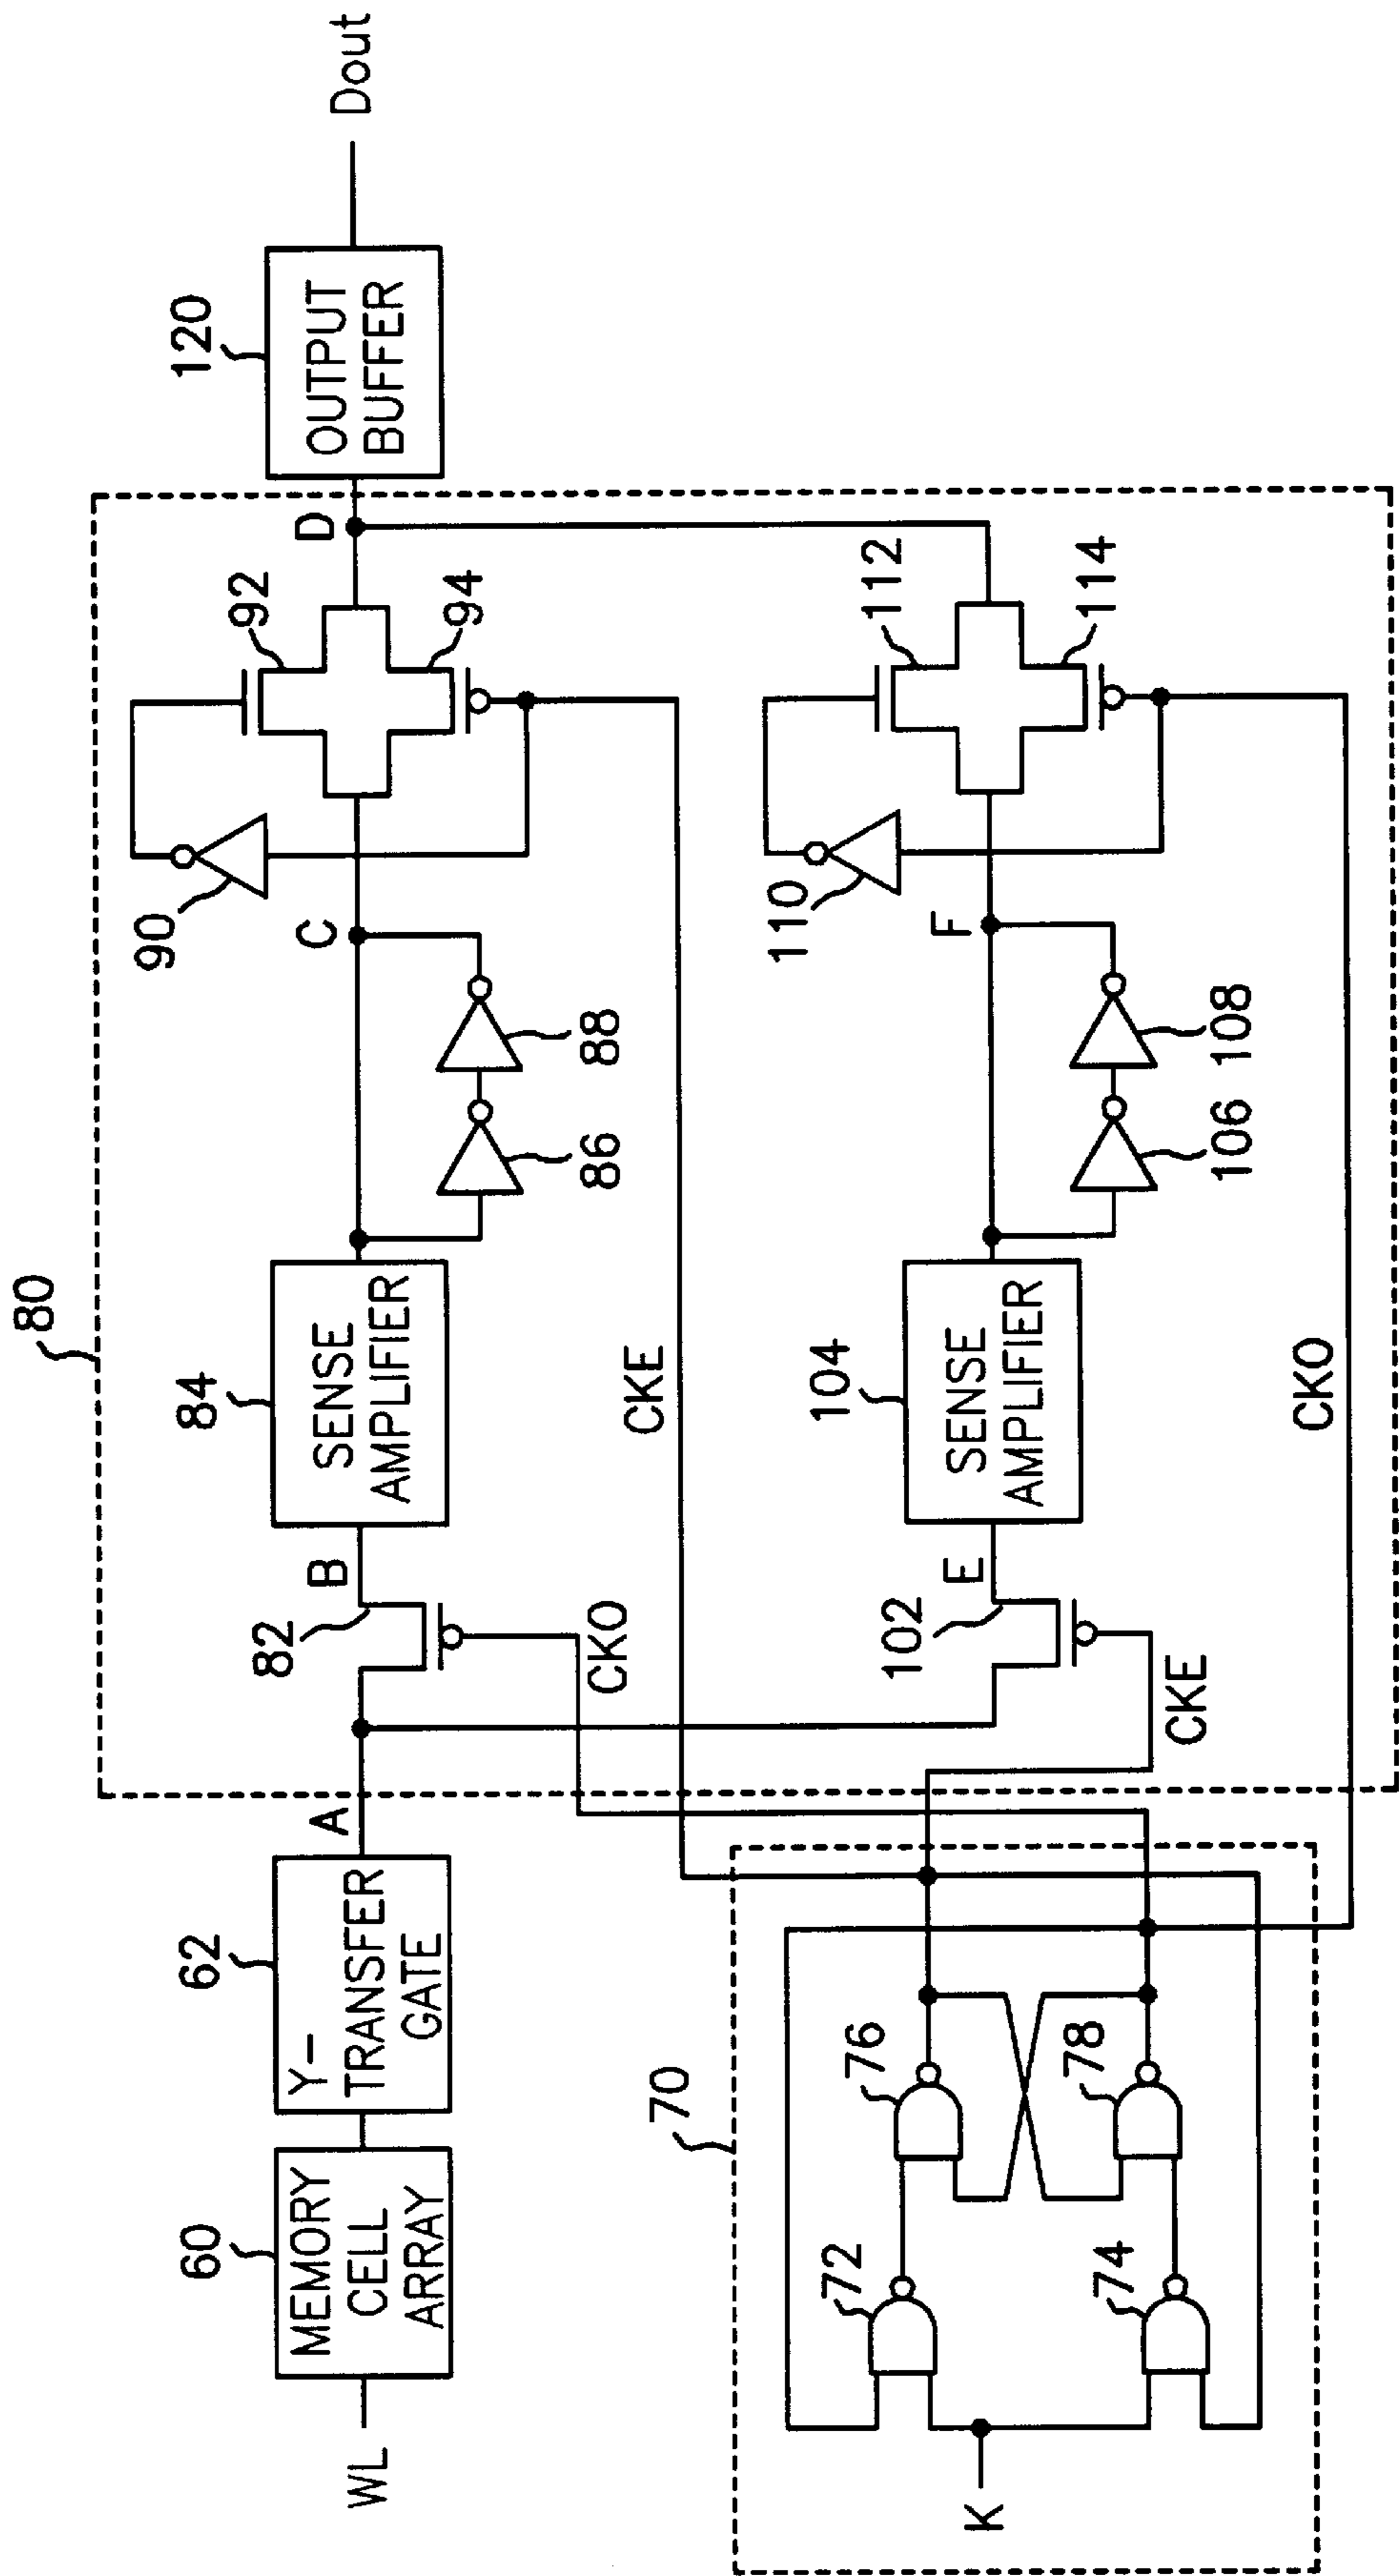 80
60
62
MEMORY
CELL
ARRAY
Y-
TRANSFER
GATE
WL
A
82
B
84
SENSE
AMPLIFIER
C
86
88
90
92
94
D
120
OUTPUT
BUFFER
Dout
CKO
CKE
70
72
74
76
78
K
102
E
CKE
104
SENSE
AMPLIFIER
F
106
108
110
112
114
CKO